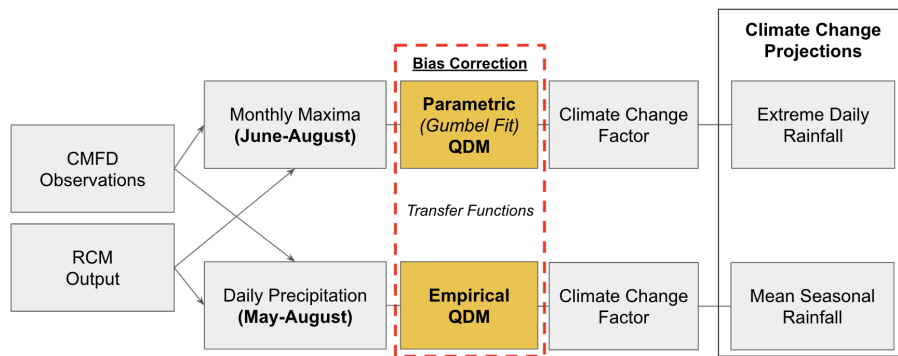 Climate Change
Projections
Bias Correction
CMFD
Observations
RCM
Output
Monthly Maxima
(June-August)
Parametric
(Gumbel Fit)
QDM
Climate Change
Factor
Extreme Daily
Rainfall
Transfer Functions
Daily Precipitation
(May-August)
Empirical
QDM
Climate Change
Factor
Mean Seasonal
Rainfall